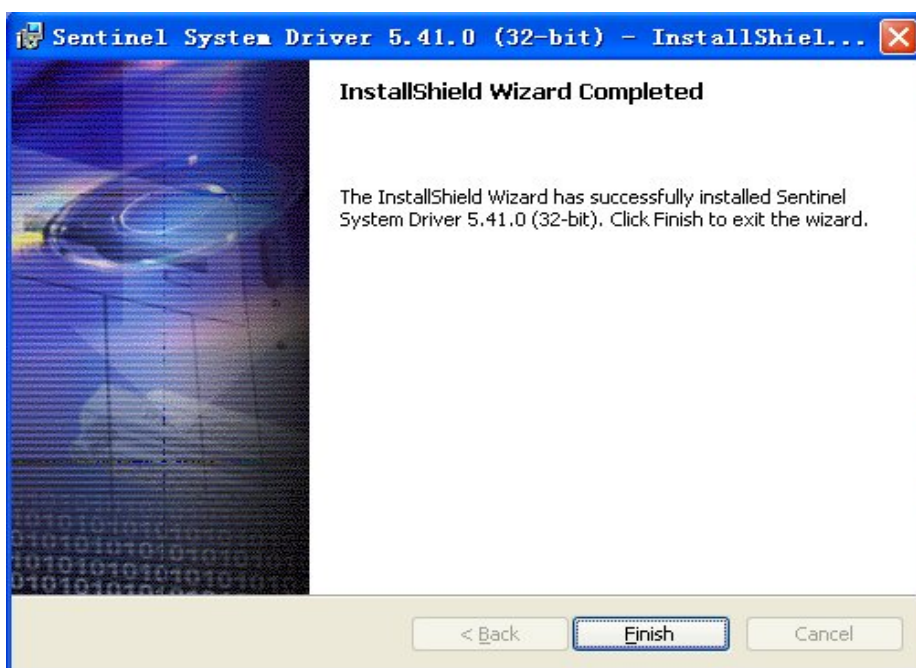 Sentinel System Driver 5.41.0 (32-bit) - InstallShiel...
InstallShield Wizard Completed
The InstallShield Wizard has successfully installed Sentinel
System Driver 5.41.0 (32-bit). Click Finish to exit the wizard.
< Back
Finish
Cancel